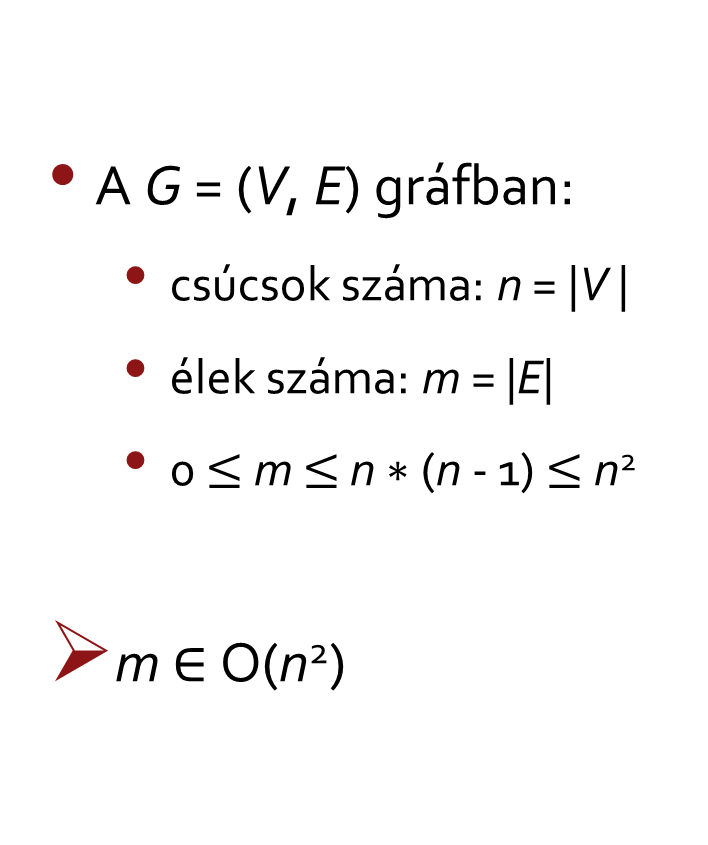 • A G = (V, E) gráfban:
• csúcsok száma: n = |V |
• élek száma: m = |E|
• 0 ≤ m ≤ n * (n - 1) ≤ n²
➢ m ∈ O(n²)